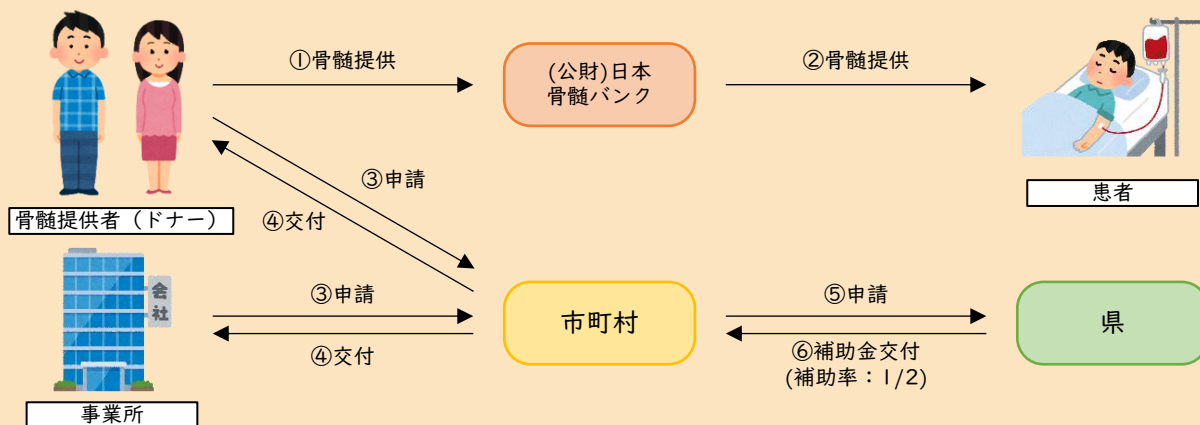 ①骨髄提供
(公財)日本
骨髄バンク
②骨髄提供
骨髄提供者（ドナー）
患者
③申請
④交付
会社
事業所
③申請
④交付
市町村
⑤申請
⑥補助金交付
(補助率：1/2)
県